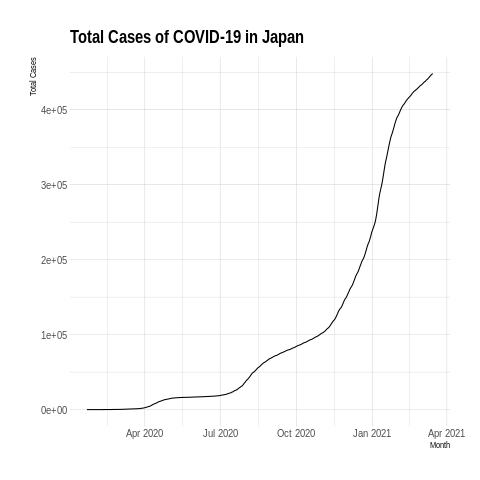 Total Cases of COVID-19 in Japan
Total Cases
4e+05
3e+05
2e+05
1e+05
0e+00
Apr 2020 Jul 2020 Oct 2020 Jan 2021 Apr 2021
Month